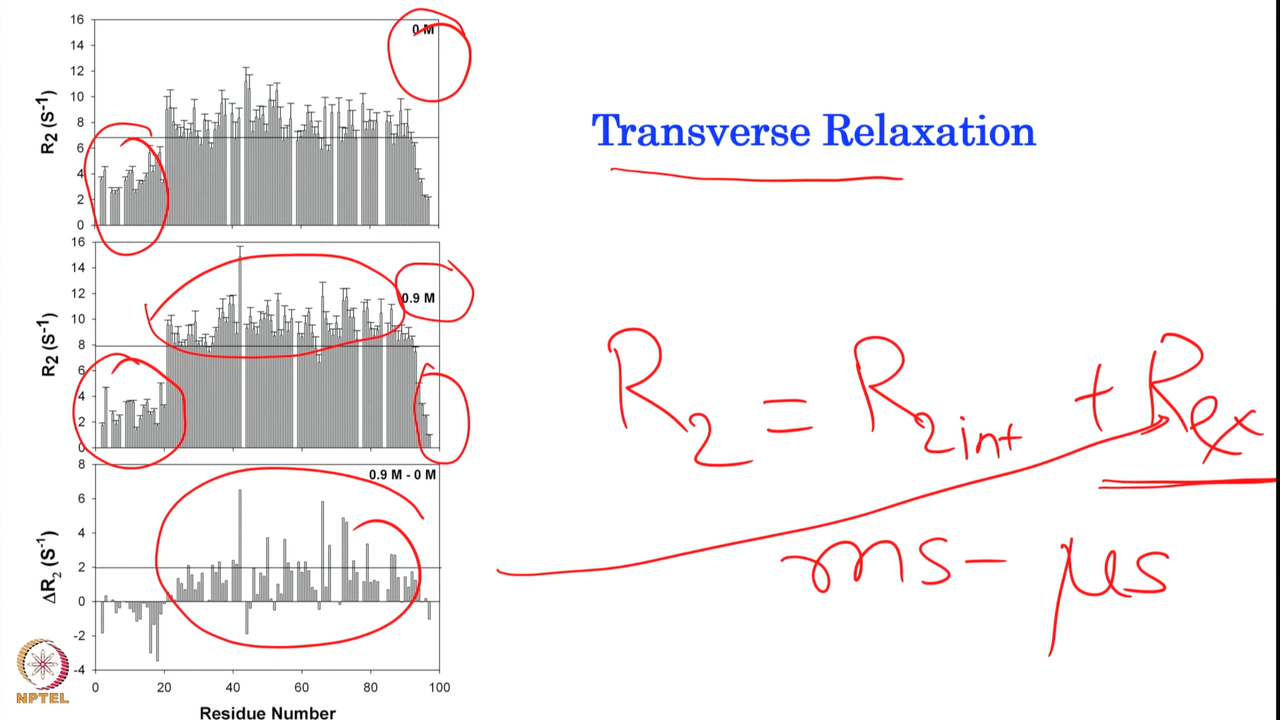 16
14
12
10
8
6
4
2
0
R2 (S-1)
0 M
16
14
12
10
8
6
4
2
0
R2 (S-1)
0.9 M
8
6
4
2
0
-2
-4
ΔR2 (S-1)
0.9 M - 0 M
0 20 40 60 80 100
Residue Number
NPTEL
Transverse Relaxation
R2 = R2int + Rex
ms - μs